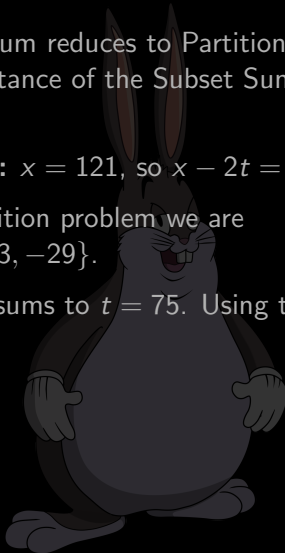 um reduces to Partition
tance of the Subset Sum
: x = 121, so x − 2t =
ition problem we are
3, −29}.
sums to t = 75. Using t